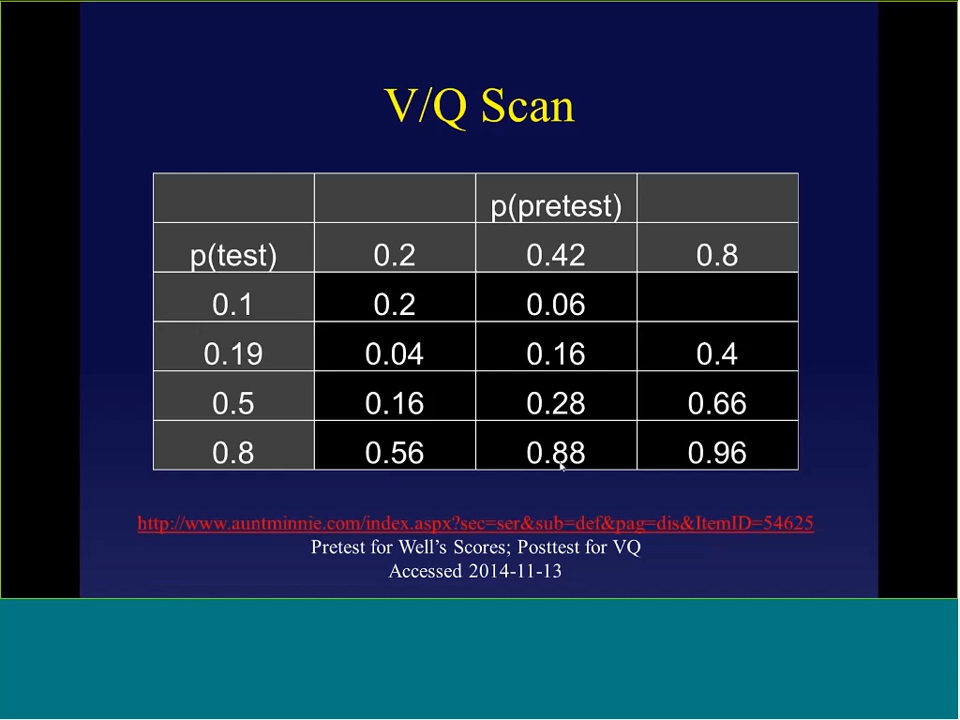 V/Q Scan
p(pretest)
p(test) 0.2 0.42 0.8
0.1 0.2 0.06
0.19 0.04 0.16 0.4
0.5 0.16 0.28 0.66
0.8 0.56 0.88 0.96
http://www.auntminnie.com/index.aspx?sec=ser&sub=def&pag=dis&ItemID=54625
Pretest for Well's Scores; Posttest for VQ
Accessed 2014-11-13